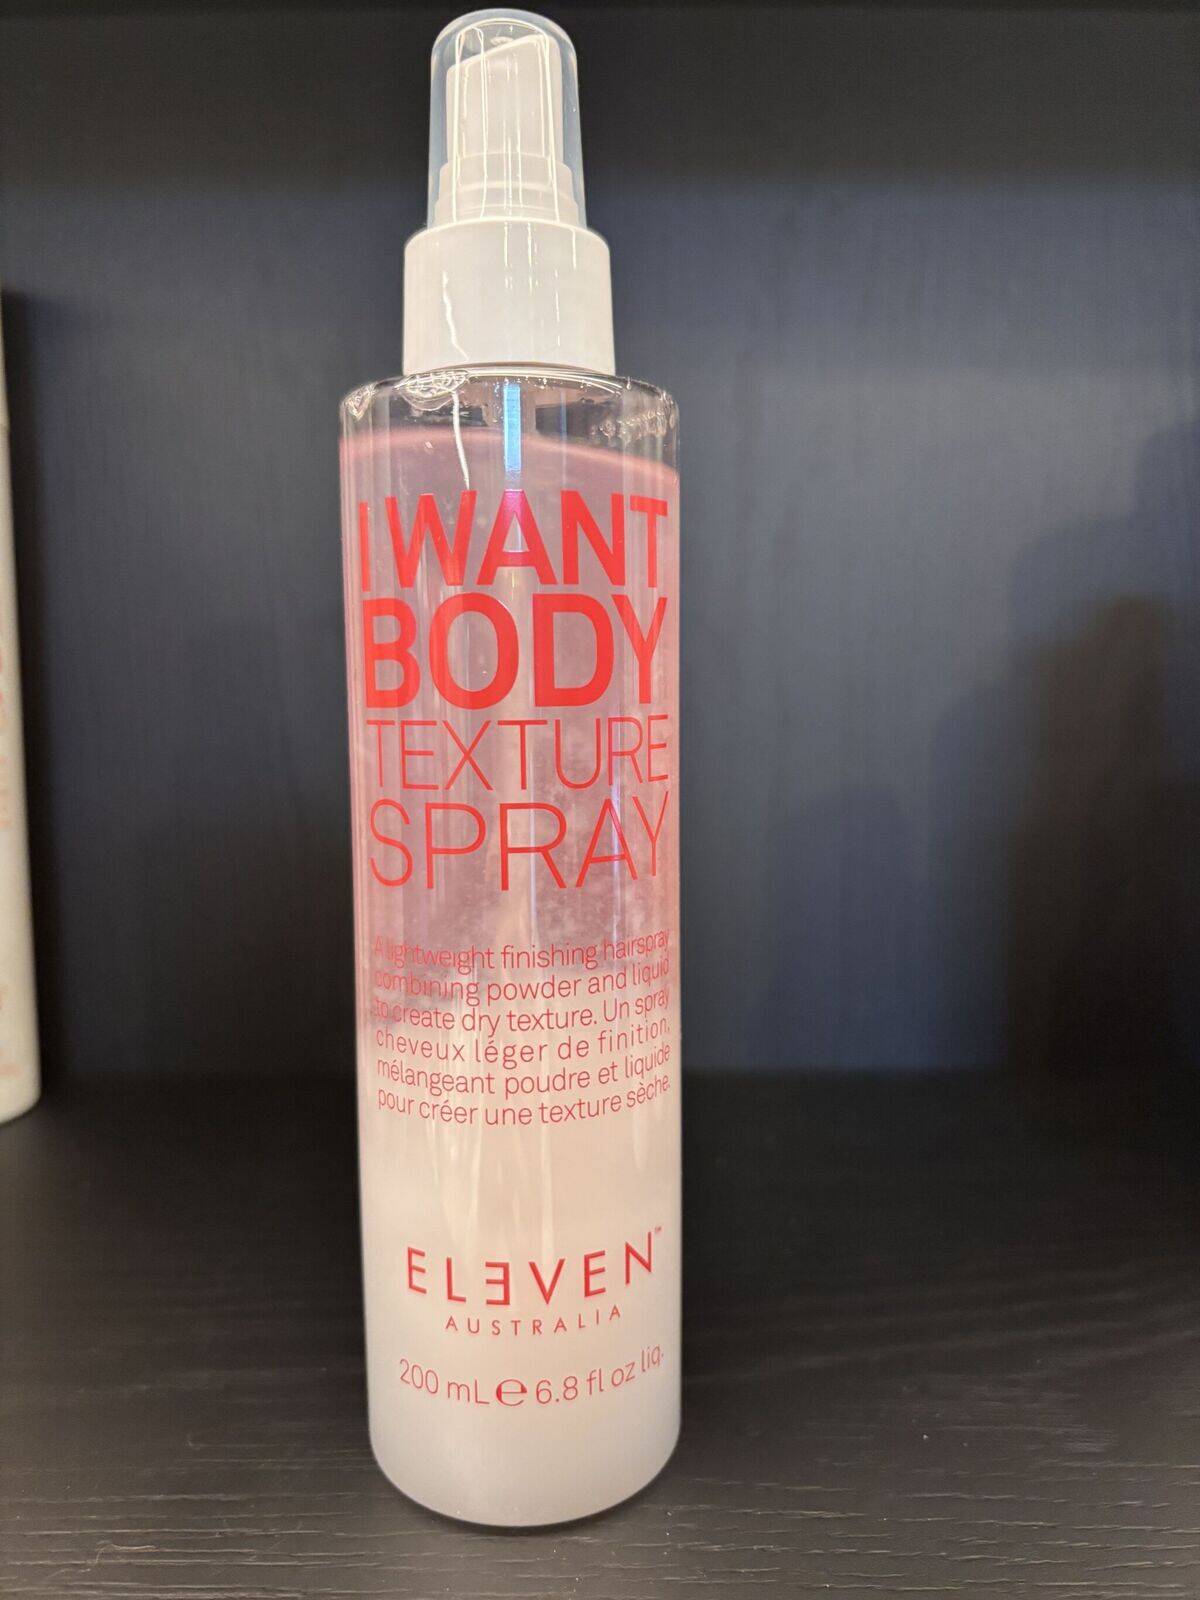 I WANT
BODY
TEXTURE
SPRAY
A lightweight finishing hairspray
combining powder and liquid
to create dry texture. Un spray
cheveux léger de finition,
mélangeant poudre et liquide
pour créer une texture sèche.
ELEVEN™
AUSTRALIA
200 mL ℮ 6.8 fl oz liq.